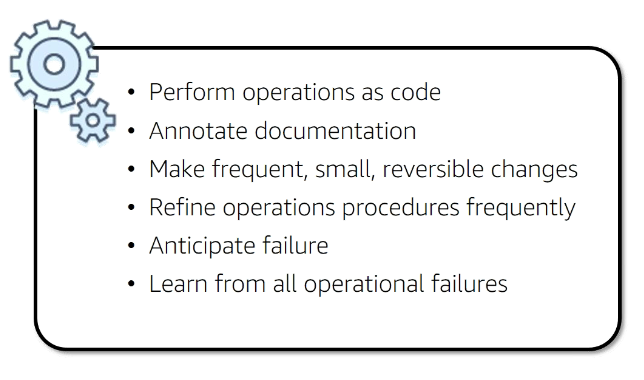 • Perform operations as code
• Annotate documentation
• Make frequent, small, reversible changes
• Refine operations procedures frequently
• Anticipate failure
• Learn from all operational failures